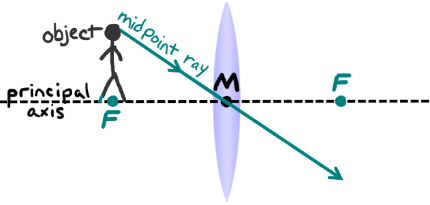 object
midpoint ray
M
F
principal
axis
F